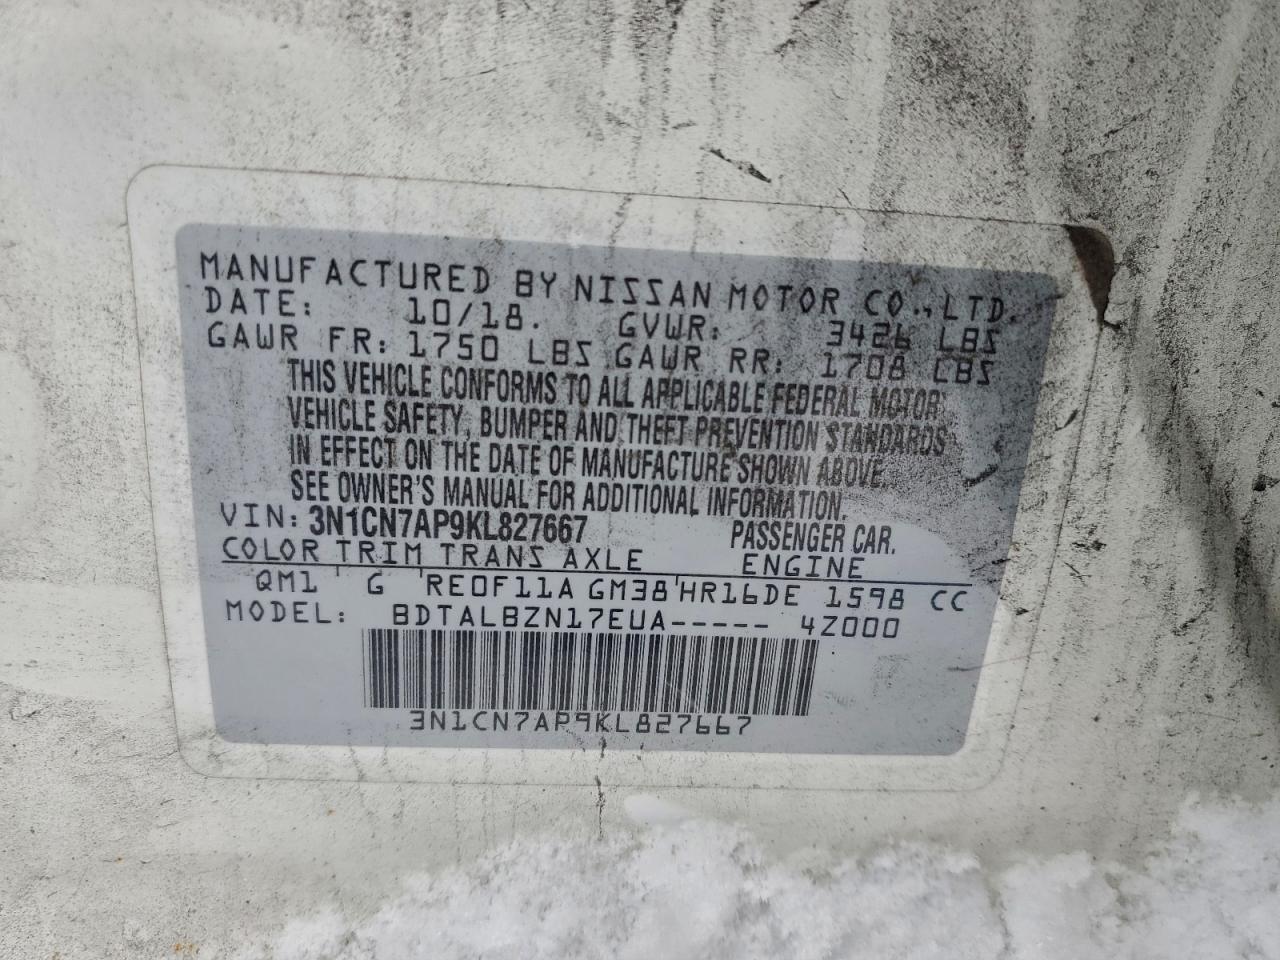 MANUFACTURED BY NISSAN MOTOR CO., LTD.
DATE: 10/18. GVWR: 3426 LBS
GAWR FR: 1750 LBS GAWR RR: 1708 LBS
THIS VEHICLE CONFORMS TO ALL APPLICABLE FEDERAL MOTOR
VEHICLE SAFETY, BUMPER AND THEFT PREVENTION STANDARDS
IN EFFECT ON THE DATE OF MANUFACTURE SHOWN ABOVE.
SEE OWNER'S MANUAL FOR ADDITIONAL INFORMATION.
VIN: 3N1CN7AP9KL827667 PASSENGER CAR.
COLOR TRIM TRANS AXLE ENGINE
QM1 G RE0F11A GM38 HR16DE 1598 CC
MODEL: BDTALBZN17EUA----- 4Z000
3N1CN7AP9KL827667